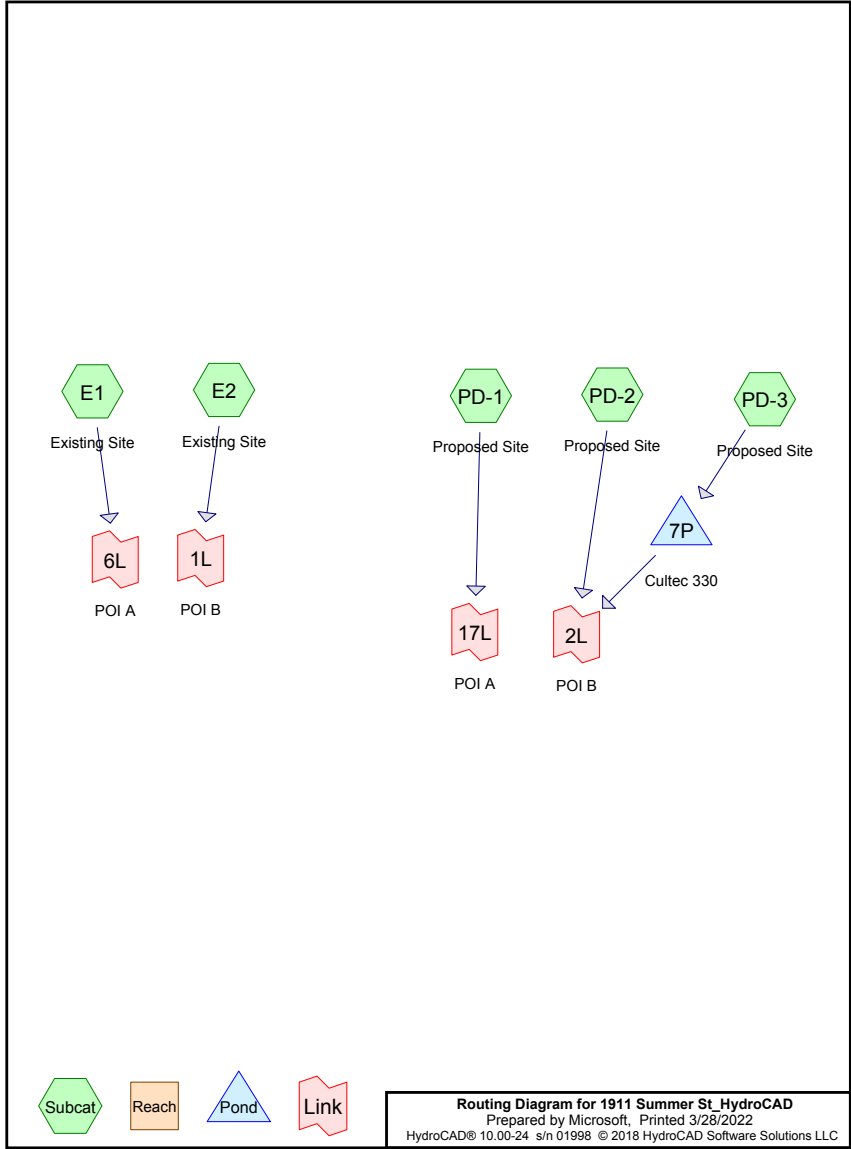 E1
E2
PD-1
PD-2
PD-3
Existing Site
Existing Site
Proposed Site
Proposed Site
Proposed Site
7P
Cultec 330
6L
1L
POI A
POI B
17L
2L
POI A
POI B
Subcat
Reach
Pond
Link
Routing Diagram for 1911 Summer St_HydroCAD
Prepared by Microsoft, Printed 3/28/2022
HydroCAD® 10.00-24 s/n 01998 © 2018 HydroCAD Software Solutions LLC